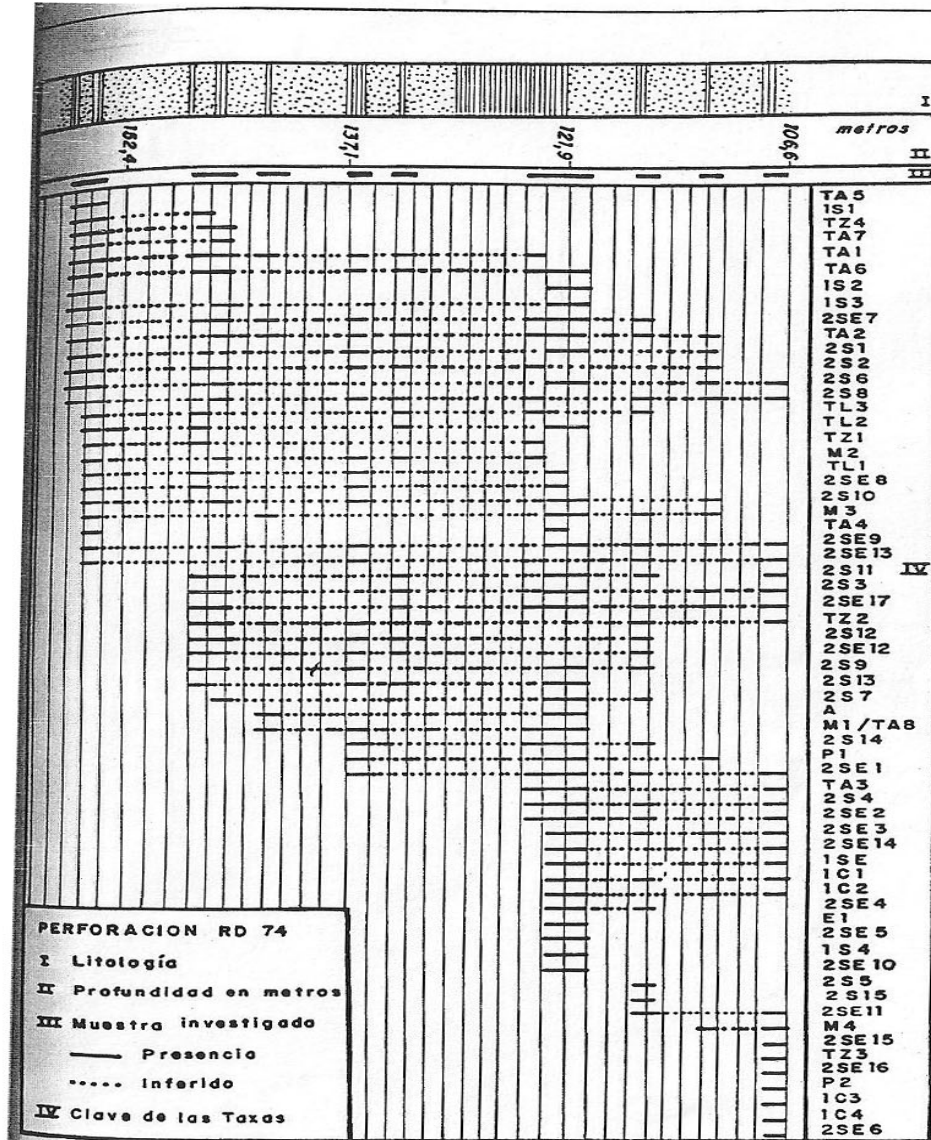 I
metros
II
182,4
137,1
121,9
106,6
III
TA5
1S1
TZ4
TA7
TA1
TA6
1S2
1S3
2SE7
TA2
2S1
2S2
2S6
2S8
TL3
TL2
TZ1
M2
TL1
2SE8
2S10
M3
TA4
2SE9
2SE13
2S11
IV
2S3
2SE17
TZ2
2S12
2SE12
2S9
2S13
2S7
A
M1/TA8
2S14
P1
2SE1
TA3
2S4
2SE2
2SE3
2SE14
1SE
1C1
1C2
2SE4
E1
2SE5
1S4
2SE10
2S5
2S15
2SE11
M4
2SE15
TZ3
2SE16
P2
1C3
1C4
2SE6
PERFORACION RD 74
I Litología
II Profundidad en metros
III Muestra investigado
Presencia
Inferido
IV Clave de las Taxas